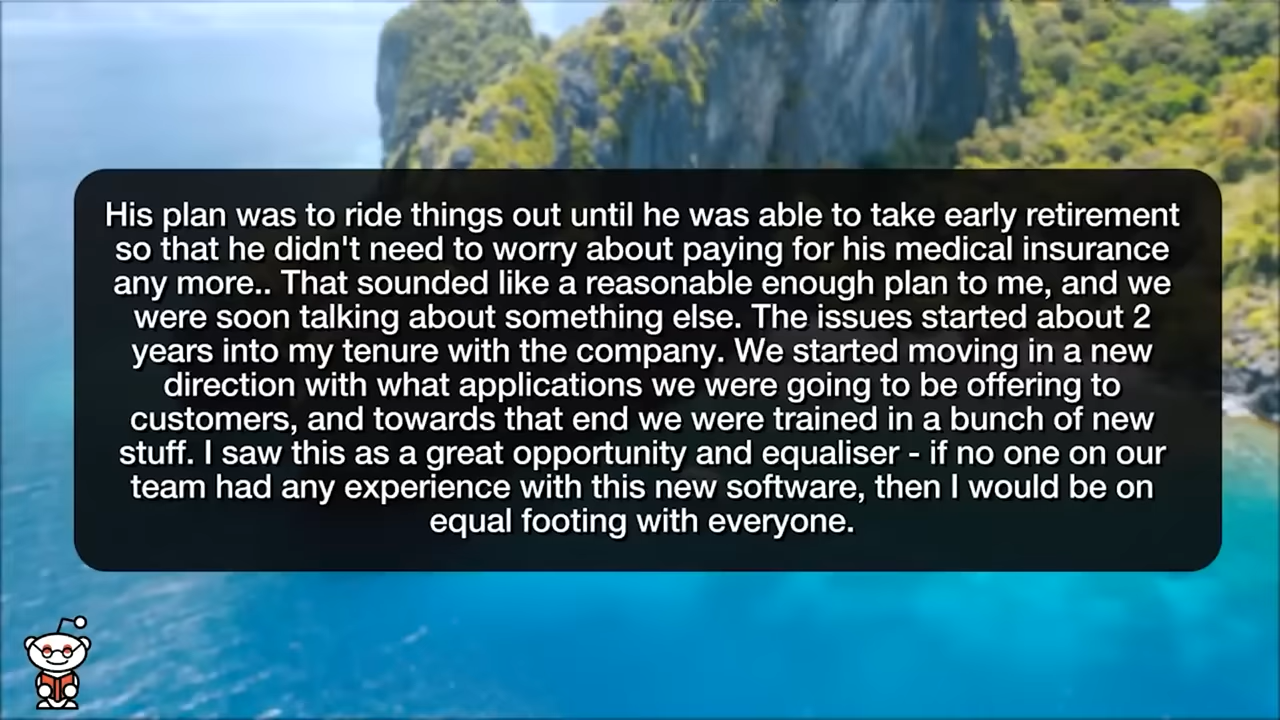 His plan was to ride things out until he was able to take early retirement
so that he didn't need to worry about paying for his medical insurance
any more.. That sounded like a reasonable enough plan to me, and we
were soon talking about something else. The issues started about 2
years into my tenure with the company. We started moving in a new
direction with what applications we were going to be offering to
customers, and towards that end we were trained in a bunch of new
stuff. I saw this as a great opportunity and equaliser - if no one on our
team had any experience with this new software, then I would be on
equal footing with everyone.